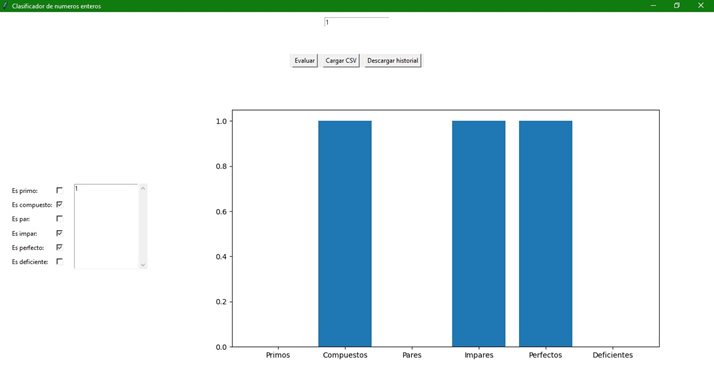 Clasificador de numeros enteros
1
Evaluar Cargar CSV Descargar historial
Es primo:
Es compuesto:
Es par:
Es impar:
Es perfecto:
Es deficiente:
1
1.0
0.8
0.6
0.4
0.2
0.0
Primos Compuestos Pares Impares Perfectos Deficientes